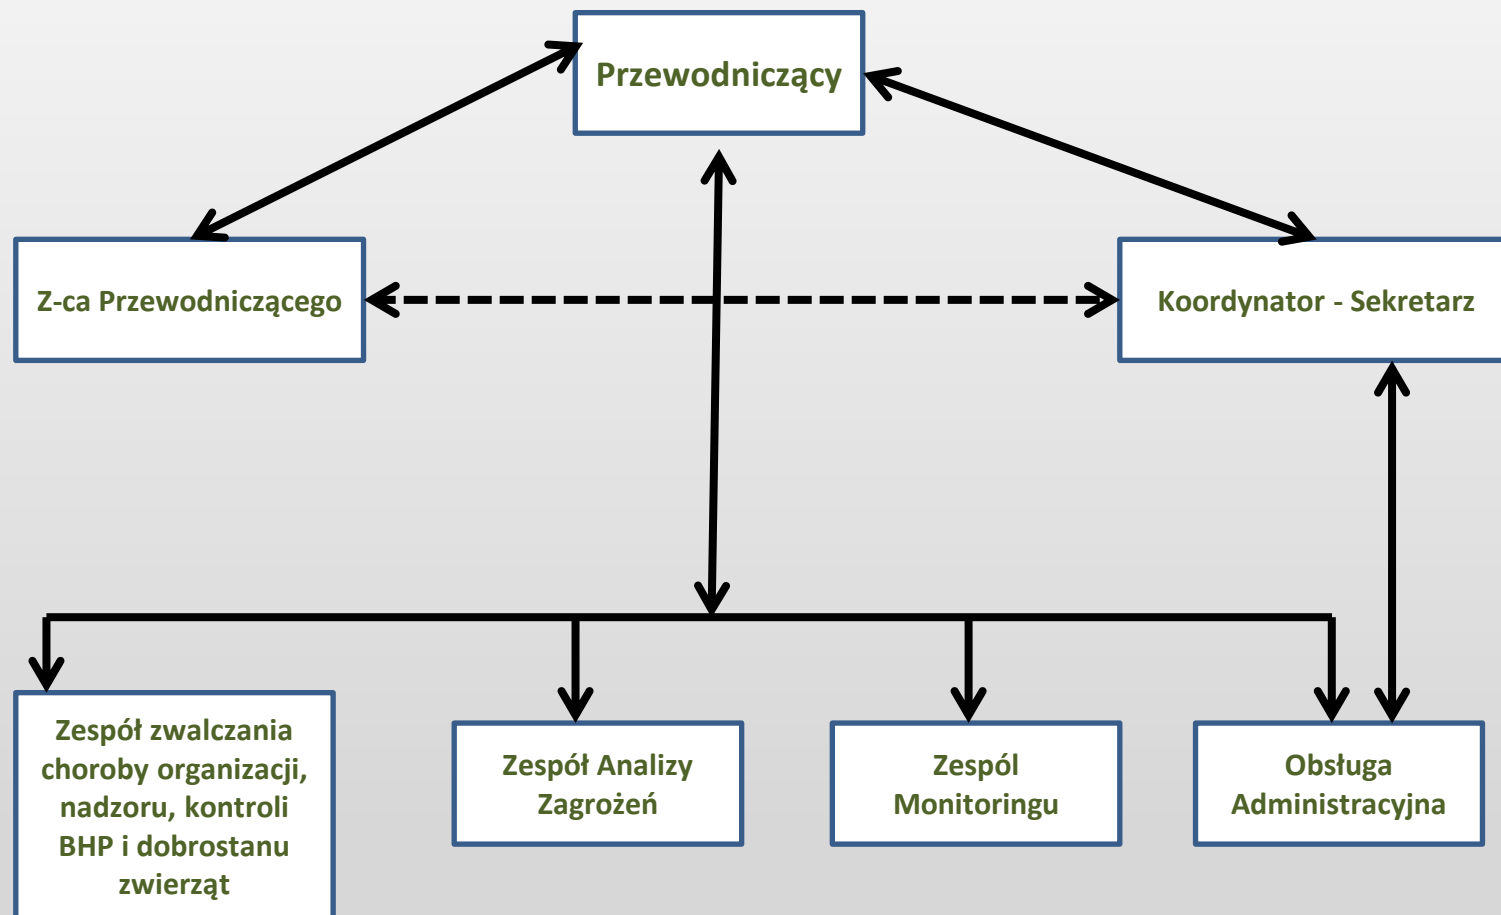 Przewodniczący
Z-ca Przewodniczącego
Koordynator - Sekretarz
Zespół zwalczania
choroby organizacji,
nadzoru, kontroli
BHP i dobrostanu
zwierząt
Zespół Analizy
Zagrożeń
Zespól
Monitoringu
Obsługa
Administracyjna